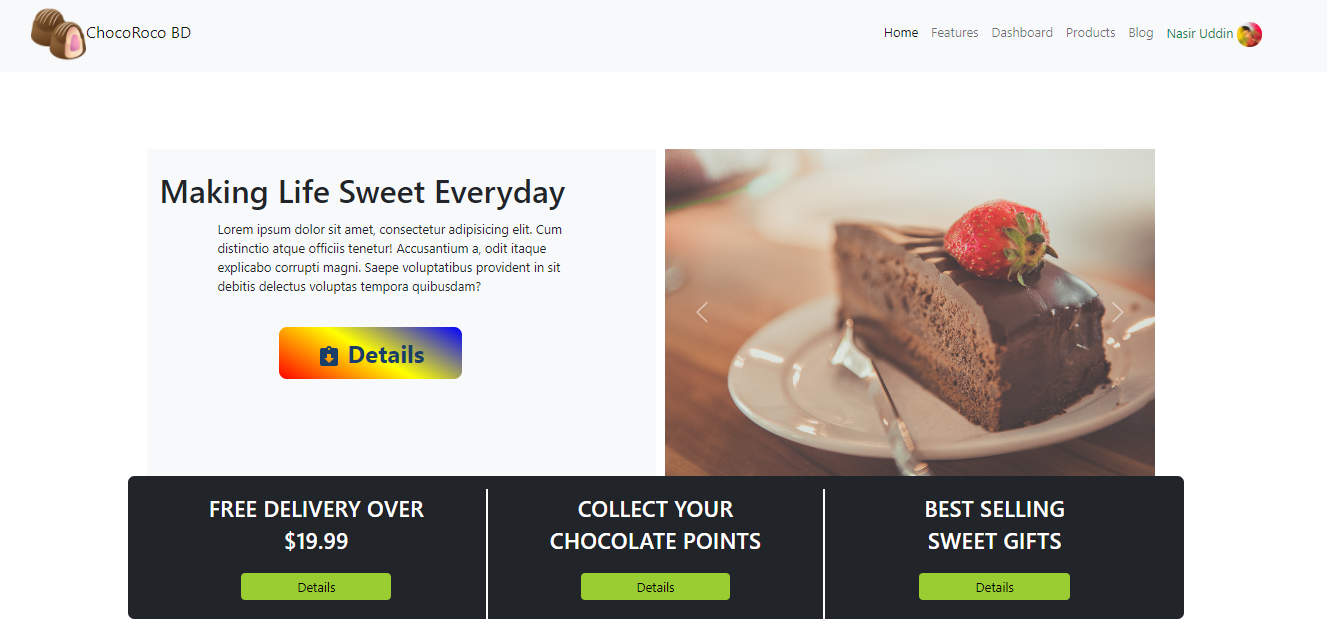 ChocoRoco BD
Home Features Dashboard Products Blog Nasir Uddin
Making Life Sweet Everyday
Lorem ipsum dolor sit amet, consectetur adipisicing elit. Cum
distinctio atque officiis tenetur! Accusantium a, odit itaque
explicabo corrupti magni. Saepe voluptatibus provident in sit
debitis delectus voluptas tempora quibusdam?
Details
FREE DELIVERY OVER
$19.99
Details
COLLECT YOUR
CHOCOLATE POINTS
Details
BEST SELLING
SWEET GIFTS
Details